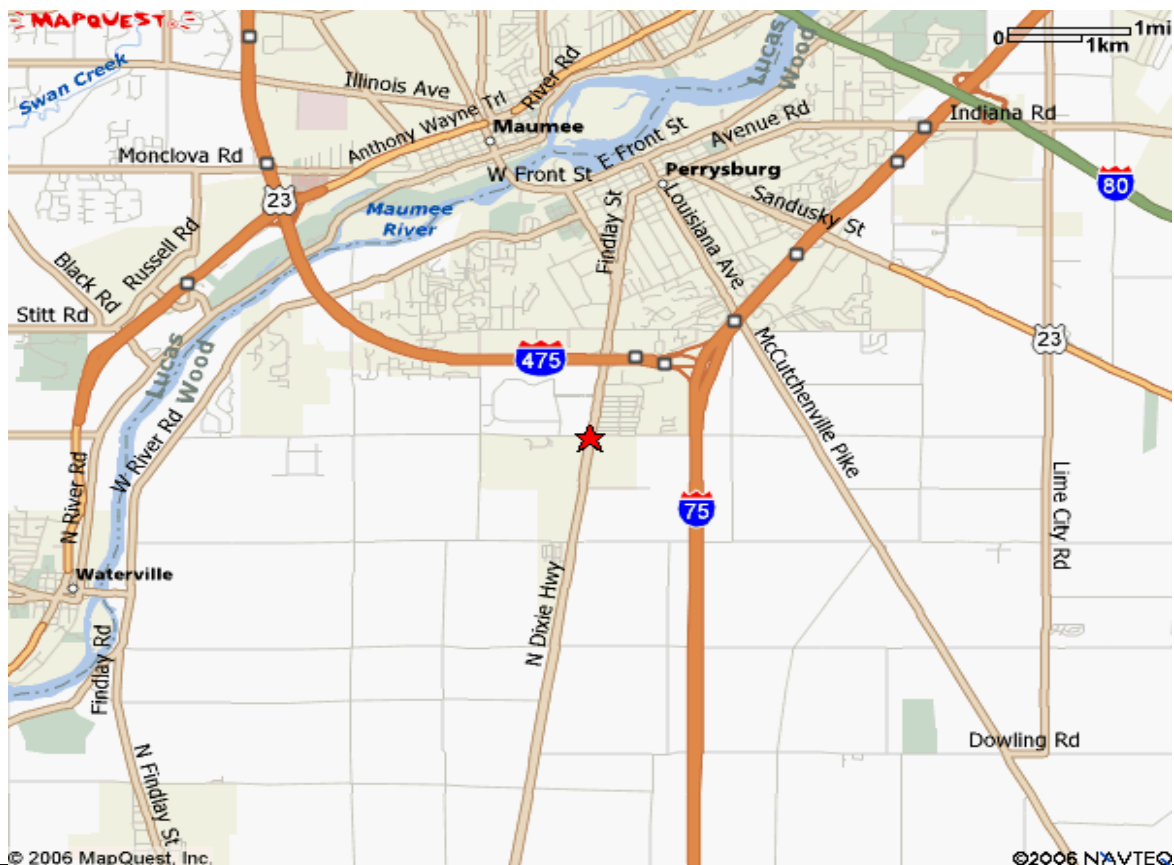 MAPQUEST
0 1mi
1km
Lucas
Wood
River Rd
Illinois Ave
Swan Creek
Anthony Wayne Trl
Maumee
Avenue Rd
Indiana Rd
E Front St
Monclova Rd
W Front St
Perrysburg
80
23
Maumee
River
Louisiana Ave
Sandusky St
Findlay St
Russell Rd
Black Rd
Stitt Rd
23
475
McCutchenville Pike
Lucas
Wood
W River Rd
N River Rd
75
Lime City Rd
Waterville
N Dixie Hwy
Findlay Rd
Dowling Rd
N Findlay St
© 2006 MapQuest, Inc. ©2006 NAVTEQ